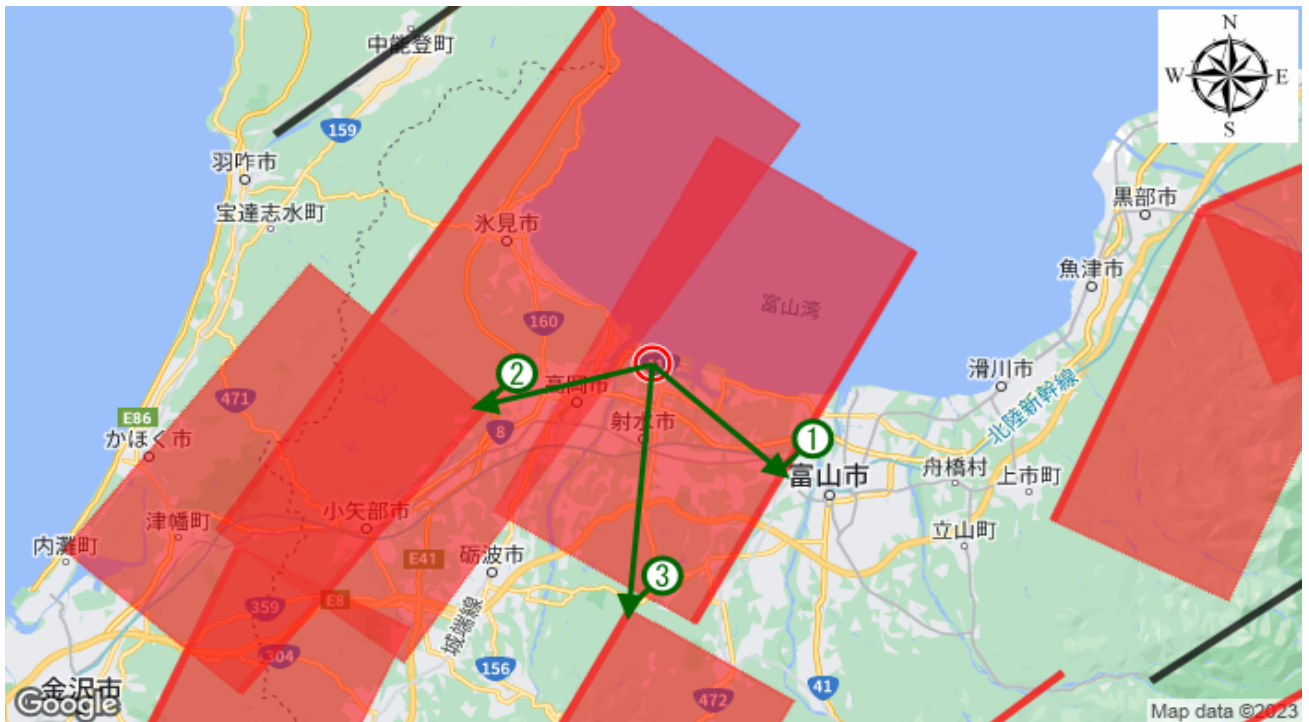 N
中能登町
W
E
159
S
羽咋市
黒部市
宝達志水町
氷見市
魚津市
富山湾
160
②
滑川市
高岡市
471
北陸新幹線
E86
射水市
①
かほく市
8
富山市
舟橋村
上市町
小矢部市
津幡町
立山町
内灘町
E41
砺波市
③
359
E8
城端線
304
156
金沢市
472
41
Google
Map data ©2023